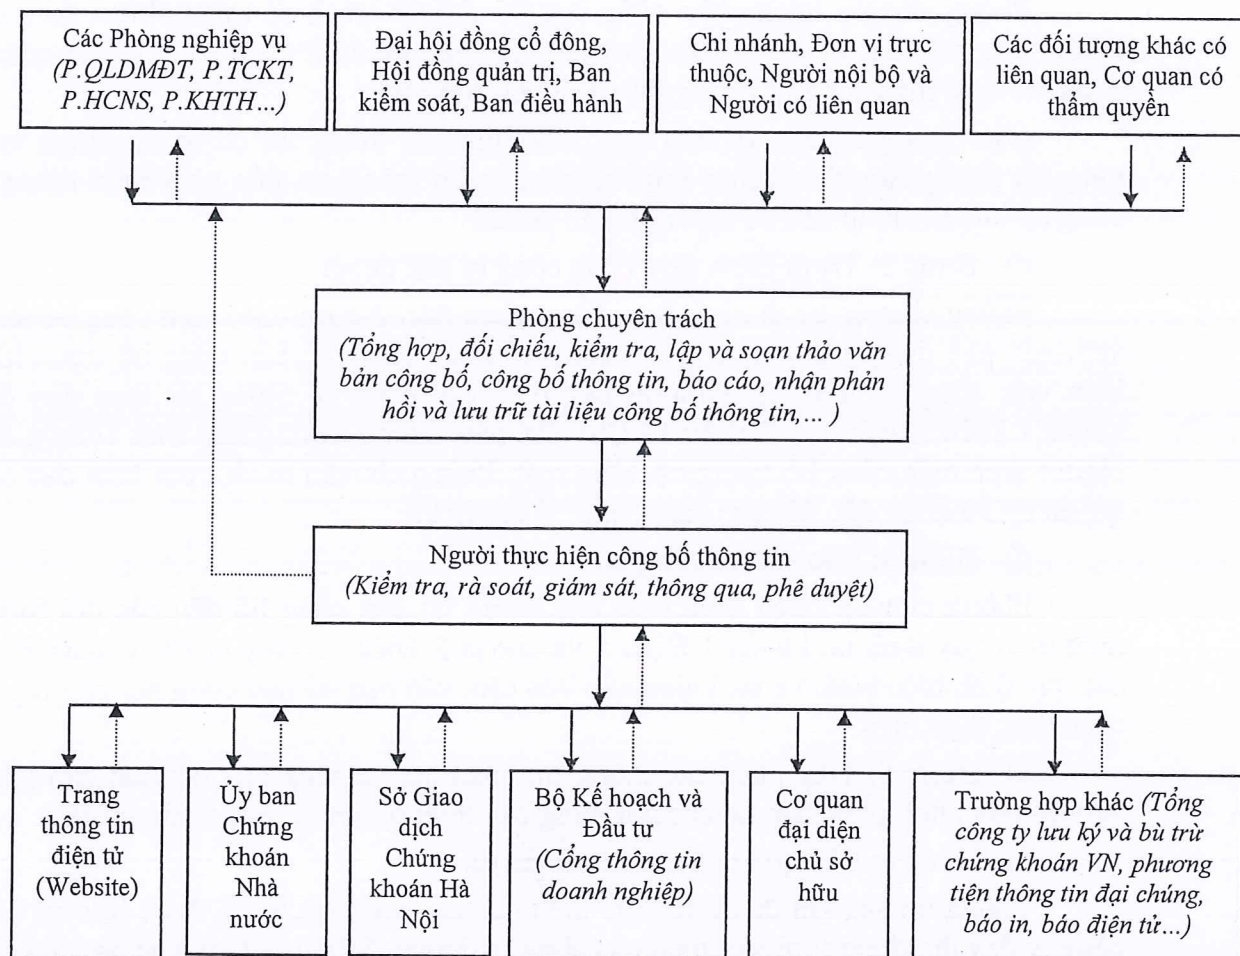 Các Phòng nghiệp vụ
(P.QLDMĐT, P.TCKT,
P.HCNS, P.KHTH…)
Đại hội đồng cổ đông,
Hội đồng quản trị, Ban
kiểm soát, Ban điều hành
Chi nhánh, Đơn vị trực
thuộc, Người nội bộ và
Người có liên quan
Các đối tượng khác có
liên quan, Cơ quan có
thẩm quyền
Phòng chuyên trách
(Tổng hợp, đối chiếu, kiểm tra, lập và soạn thảo văn
bản công bố, công bố thông tin, báo cáo, nhận phản
hồi và lưu trữ tài liệu công bố thông tin,… )
Người thực hiện công bố thông tin
(Kiểm tra, rà soát, giám sát, thông qua, phê duyệt)
Trang
thông tin
điện tử
(Website)
Ủy ban
Chứng
khoán
Nhà
nước
Sở Giao
dịch
Chứng
khoán Hà
Nội
Bộ Kế hoạch và
Đầu tư
(Cổng thông tin
doanh nghiệp)
Cơ quan
đại diện
chủ sở
hữu
Trường hợp khác (Tổng
công ty lưu ký và bù trừ
chứng khoán VN, phương
tiện thông tin đại chúng,
báo in, báo điện tử…)